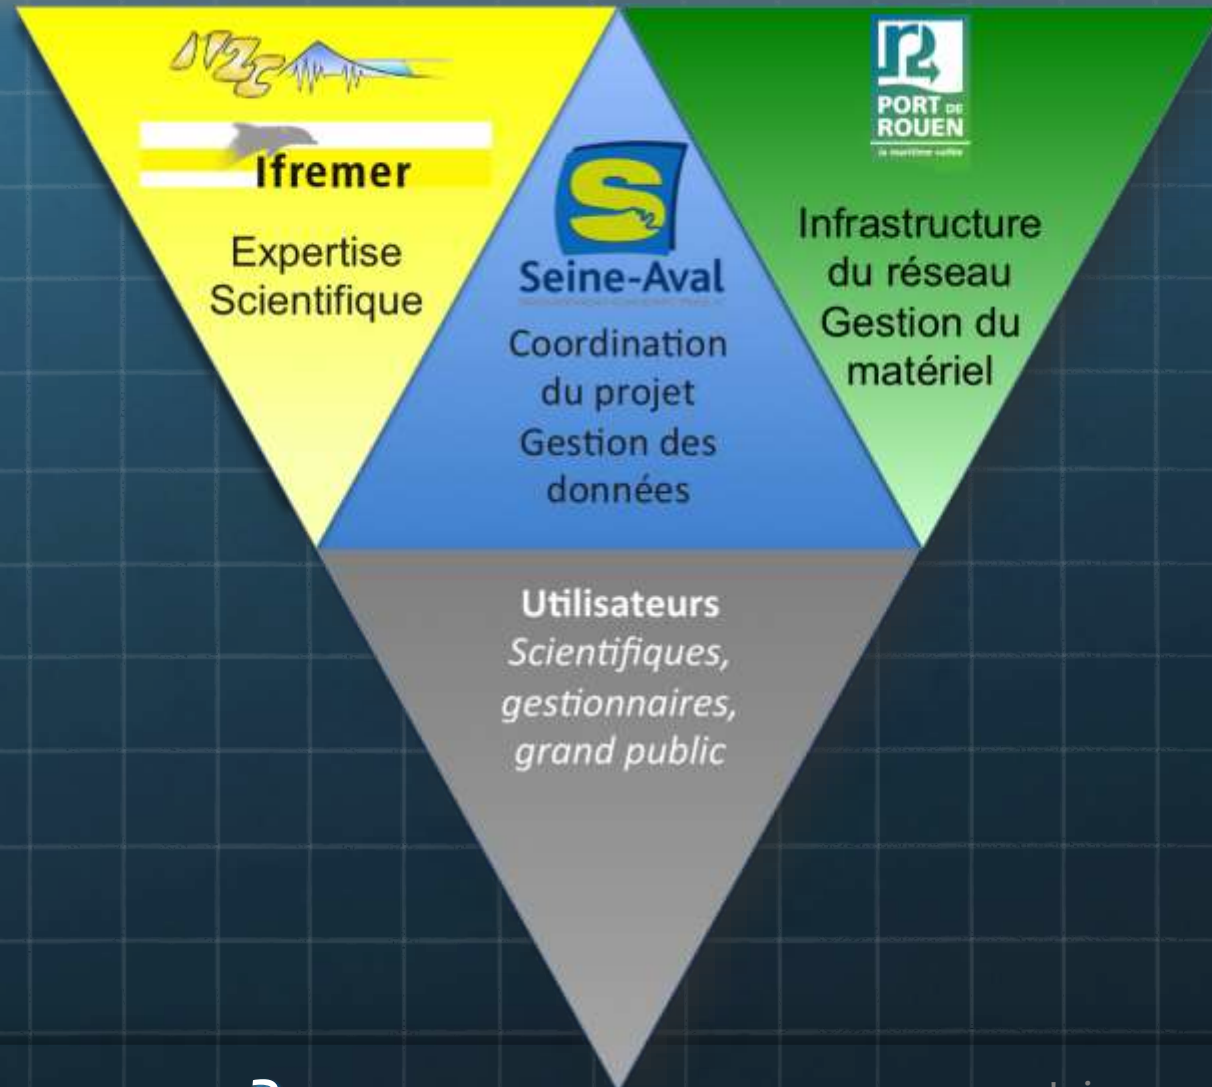 M2C
Ifremer
Expertise
Scientifique
Seine-Aval
Coordination
du projet
Gestion des
données
PORT DE
ROUEN
Infrastructure
du réseau
Gestion du
matériel
Utilisateurs
Scientifiques,
gestionnaires,
grand public